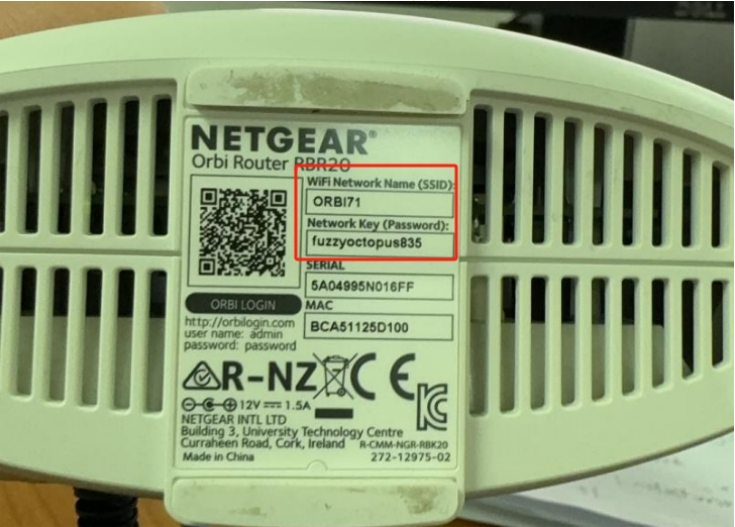 NETGEAR®
Orbi Router RBR20
WiFi Network Name (SSID):
ORBI71
Network Key (Password):
fuzzyoctopus835
SERIAL
5A04995N016FF
MAC
BCA51125D100
ORBI LOGIN
http://orbilogin.com
user name: admin
password: password
R-NZ
CE
12V 1.5A
NETGEAR INTL LTD
Building 3, University Technology Centre
Curraheen Road, Cork, Ireland
R-CMM-NGR-RBK20
Made in China
272-12975-02